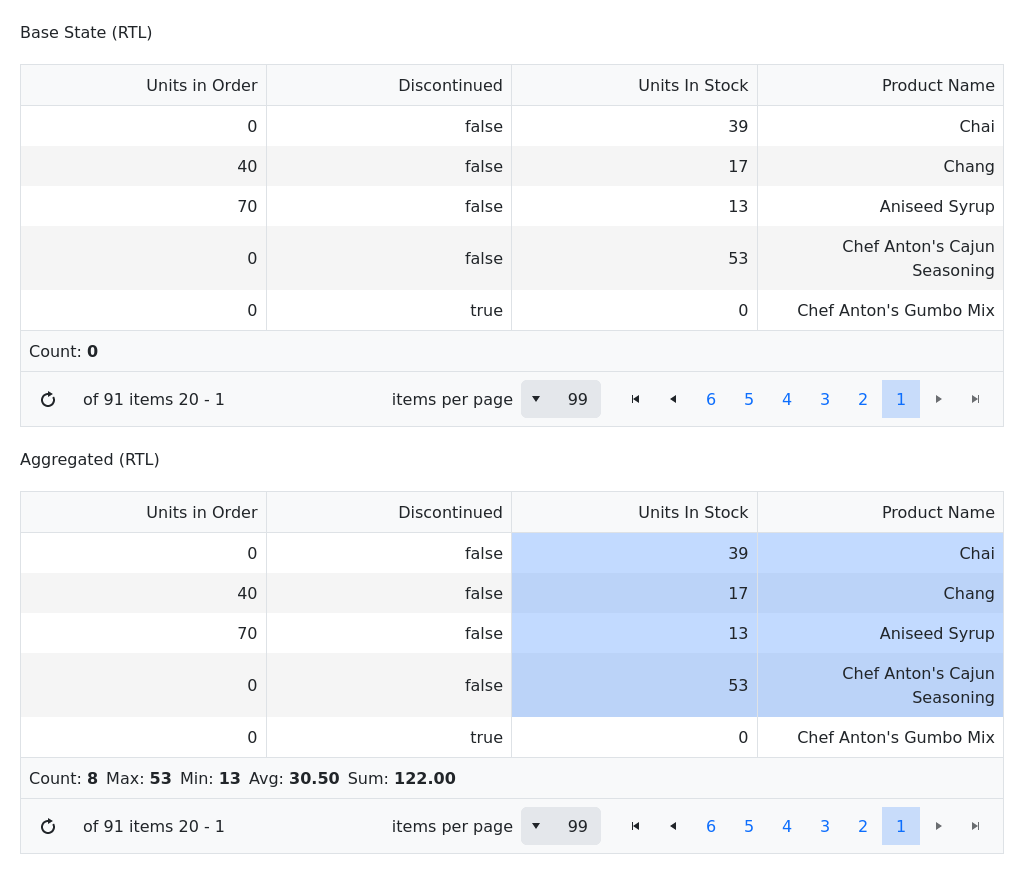 Base State (RTL)
Units in Order Discontinued Units In Stock Product Name
0 false 39 Chai
40 false 17 Chang
70 false 13 Aniseed Syrup
0 false 53 Chef Anton's Cajun
Seasoning
0 true 0 Chef Anton's Gumbo Mix
Count: 0
of 91 items 20 - 1 items per page 99 6 5 4 3 2 1
Aggregated (RTL)
Units in Order Discontinued Units In Stock Product Name
0 false 39 Chai
40 false 17 Chang
70 false 13 Aniseed Syrup
0 false 53 Chef Anton's Cajun
Seasoning
0 true 0 Chef Anton's Gumbo Mix
Count: 8 Max: 53 Min: 13 Avg: 30.50 Sum: 122.00
of 91 items 20 - 1 items per page 99 6 5 4 3 2 1